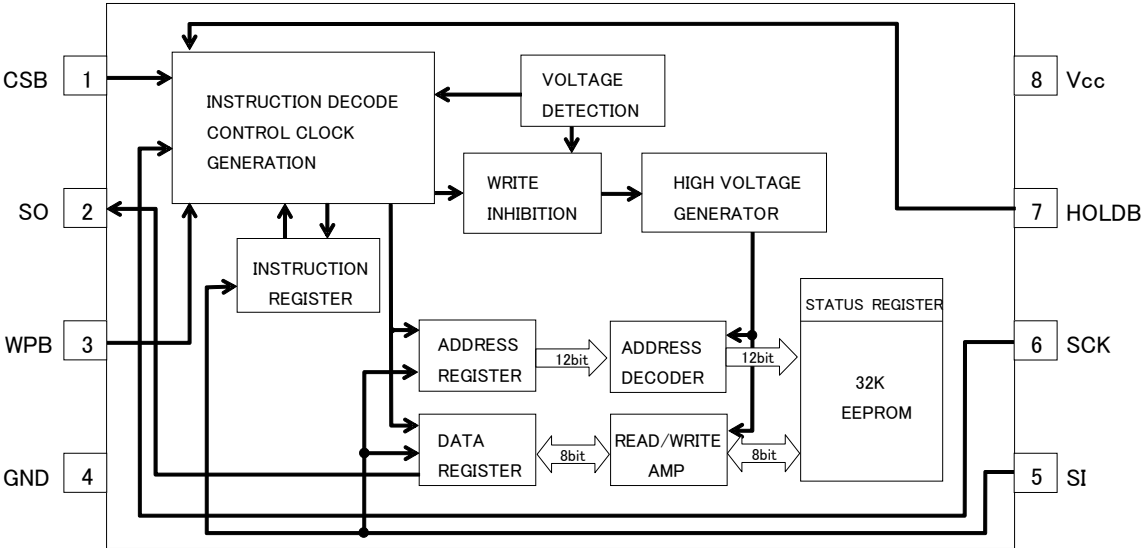 CSB 1
SO 2
WPB 3
GND 4
INSTRUCTION DECODE
CONTROL CLOCK
GENERATION
VOLTAGE
DETECTION
WRITE
INHIBITION
HIGH VOLTAGE
GENERATOR
INSTRUCTION
REGISTER
ADDRESS
REGISTER
12bit
ADDRESS
DECODER
12bit
STATUS REGISTER
32K
EEPROM
DATA
REGISTER
8bit
READ/WRITE
AMP
8bit
8 Vcc
7 HOLDB
6 SCK
5 SI